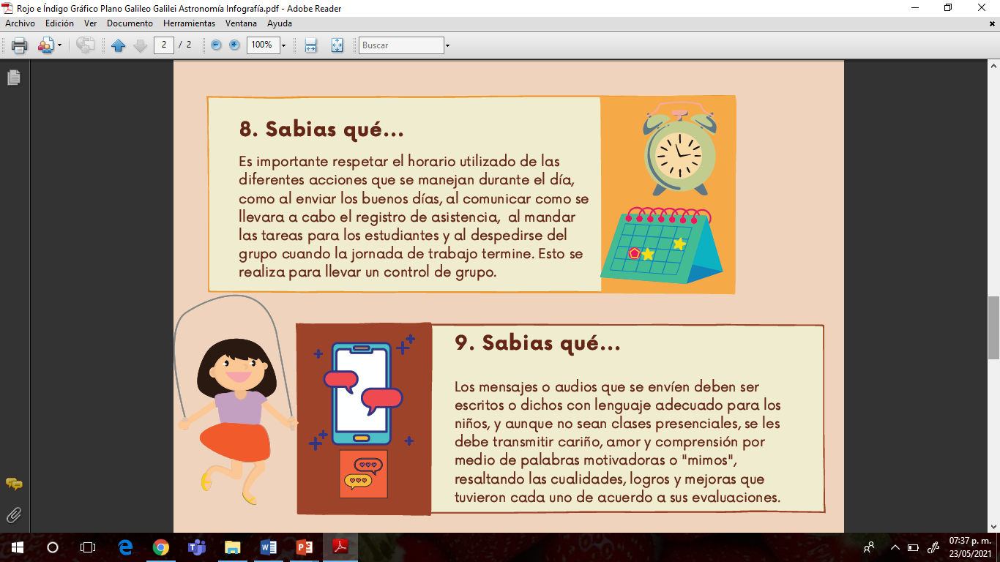 Rojo e Índigo Gráfico Plano Galileo Galilei Astronomía Infografía.pdf - Adobe Reader
Archivo Edición Ver Documento Herramientas Ventana Ayuda
2 / 2 100% Buscar
8. Sabias qué...
Es importante respetar el horario utilizado de las
diferentes acciones que se manejan durante el día,
como al enviar los buenos días, al comunicar como se
llevara a cabo el registro de asistencia, al mandar
las tareas para los estudiantes y al despedirse del
grupo cuando la jornada de trabajo termine. Esto se
realiza para llevar un control de grupo.
9. Sabias qué...
Los mensajes o audios que se envíen deben ser
escritos o dichos con lenguaje adecuado para los
niños, y aunque no sean clases presenciales, se les
debe transmitir cariño, amor y comprensión por
medio de palabras motivadoras o "mimos",
resaltando las cualidades, logros y mejoras que
tuvieron cada uno de acuerdo a sus evaluaciones.
07:37 p. m.
23/05/2021